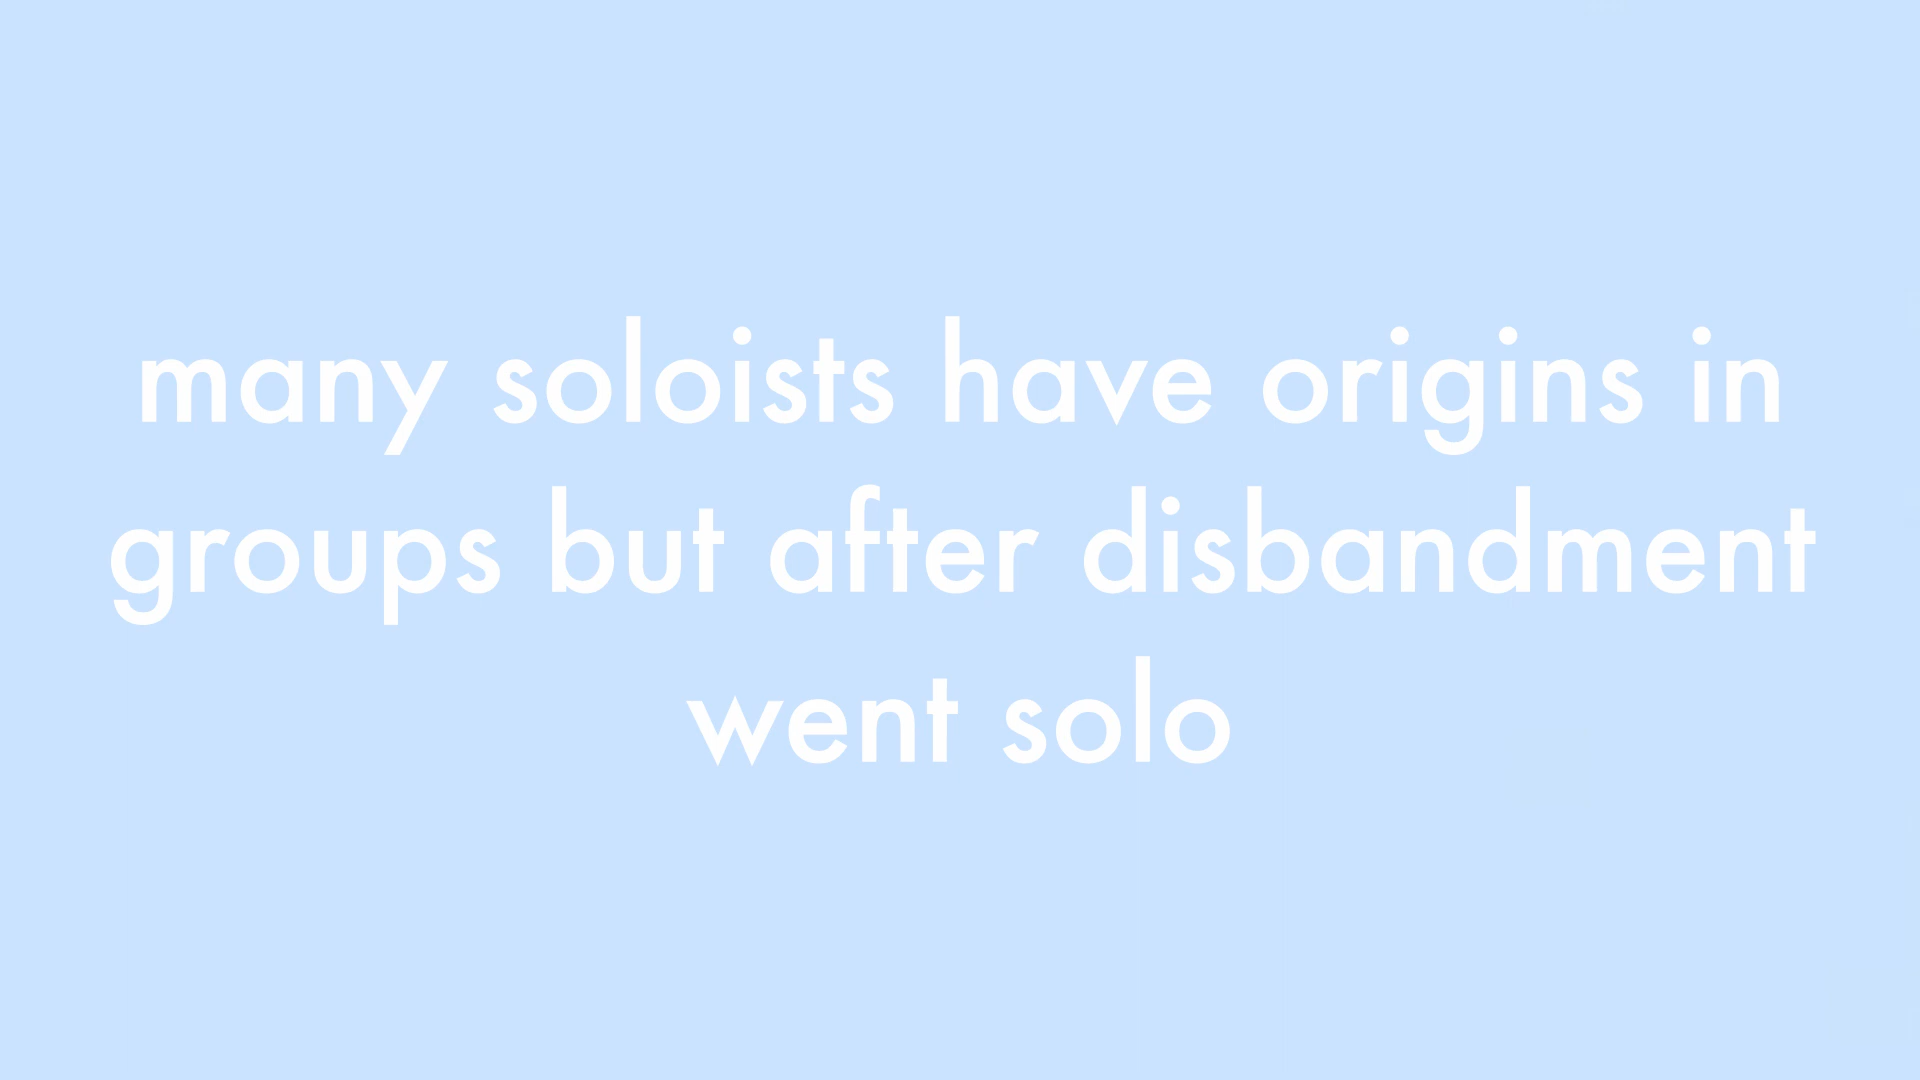 many soloists have origins in
groups but after disbandment
went solo